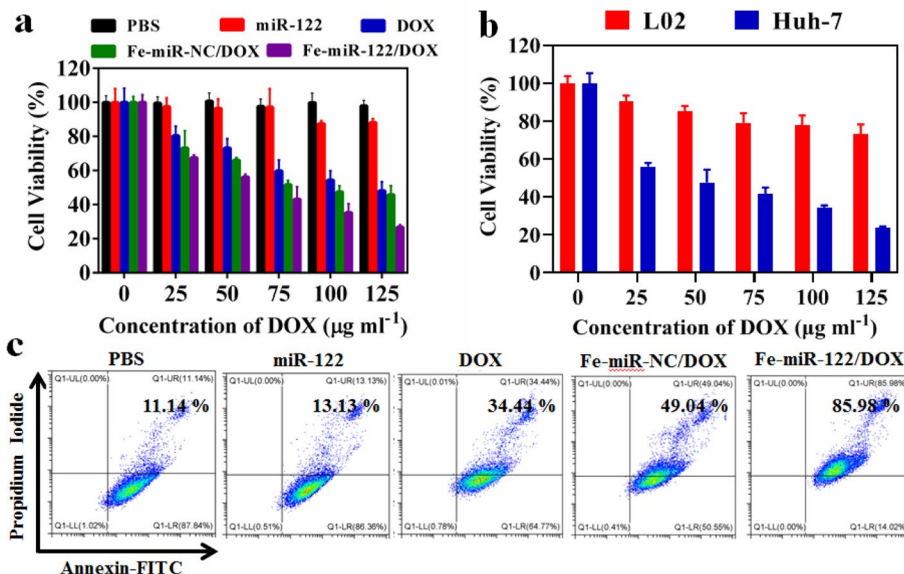 a
PBS miR-122 DOX
Fe-miR-NC/DOX Fe-miR-122/DOX
Cell Viability (%)
120
100
80
60
40
20
0
0 25 50 75 100 125
Concentration of DOX (μg ml-1)
b
L02 Huh-7
Cell Viability (%)
120
100
80
60
40
20
0
0 25 50 75 100 125
Concentration of DOX (μg ml-1)
c
PBS miR-122 DOX Fe-miR-NC/DOX Fe-miR-122/DOX
Q1-UL(0.00%) Q1-UR(11.14%) Q1-UL(0.00%) Q1-UR(13.13%) Q1-UL(0.01%) Q1-UR(34.44%) Q1-UL(0.00%) Q1-UR(49.04%) Q1-UL(0.00%) Q1-UR(85.98%)
11.14 % 13.13 % 34.44 % 49.04 % 85.98 %
Q1-LL(1.02%) Q1-LR(87.84%) Q1-LL(0.51%) Q1-LR(86.36%) Q1-LL(0.78%) Q1-LR(64.77%) Q1-LL(0.41%) Q1-LR(50.55%) Q1-LL(0.00%) Q1-LR(14.02%)
Propidium Iodide
Annexin-FITC